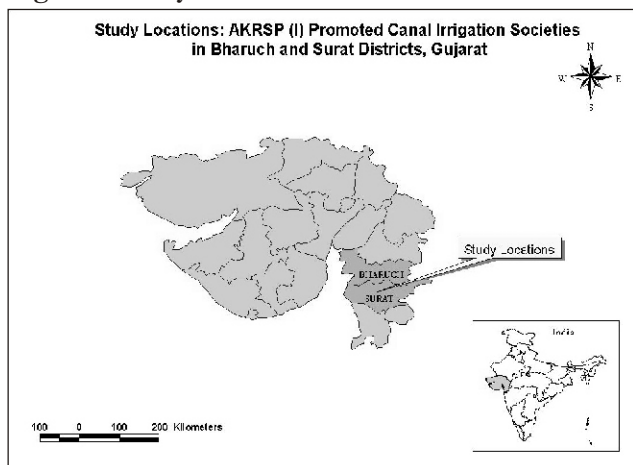 Study Locations: AKRSP (I) Promoted Canal Irrigation Societies
in Bharuch and Surat Districts, Gujarat
N
W E
S
Study Locations
BHARUCH
SURAT
India
100 0 100 200 Kilometers